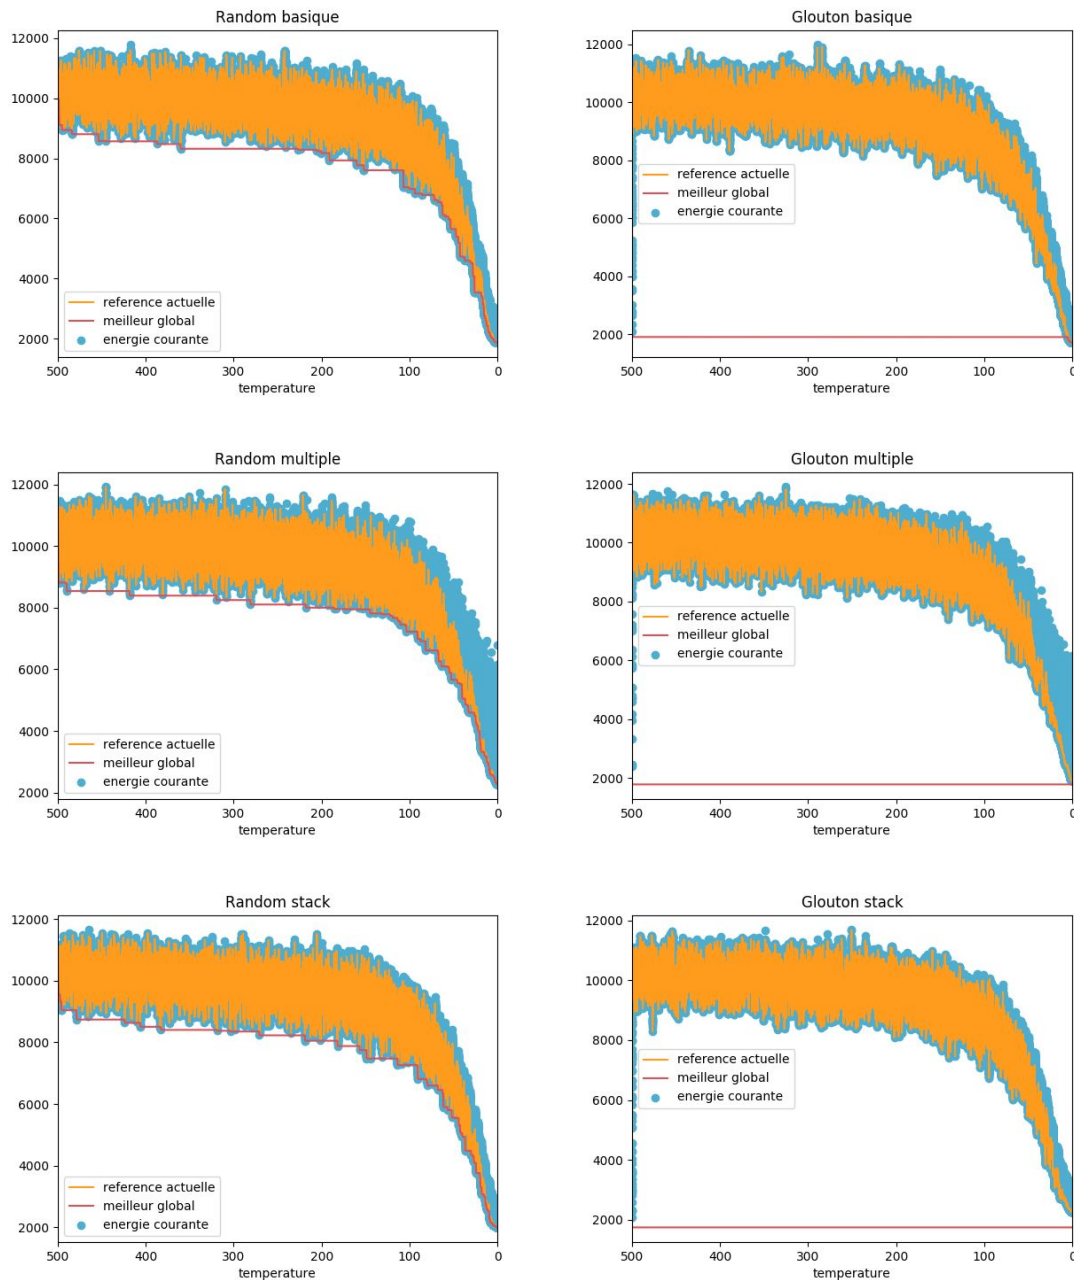 Random basique
12000
10000
8000
6000
4000
2000
reference actuelle
meilleur global
energie courante
500 400 300 200 100 0
temperature
Glouton basique
12000
10000
8000
6000
4000
2000
reference actuelle
meilleur global
energie courante
500 400 300 200 100 0
temperature
Random multiple
12000
10000
8000
6000
4000
2000
reference actuelle
meilleur global
energie courante
500 400 300 200 100 0
temperature
Glouton multiple
12000
10000
8000
6000
4000
2000
reference actuelle
meilleur global
energie courante
500 400 300 200 100 0
temperature
Random stack
12000
10000
8000
6000
4000
2000
reference actuelle
meilleur global
energie courante
500 400 300 200 100 0
temperature
Glouton stack
12000
10000
8000
6000
4000
2000
reference actuelle
meilleur global
energie courante
500 400 300 200 100 0
temperature